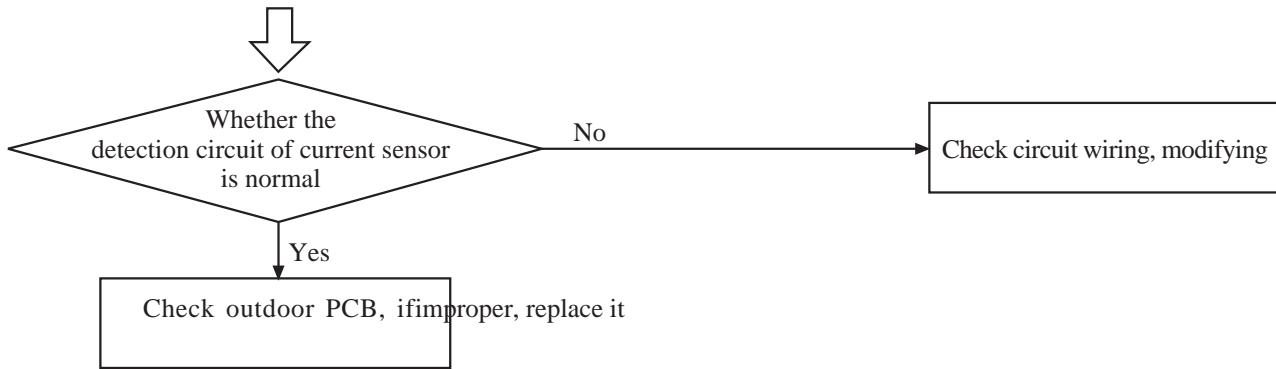 Whether the
detection circuit of current sensor
is normal
No
Check circuit wiring, modifying
Yes
Check outdoor PCB, ifimproper, replace it